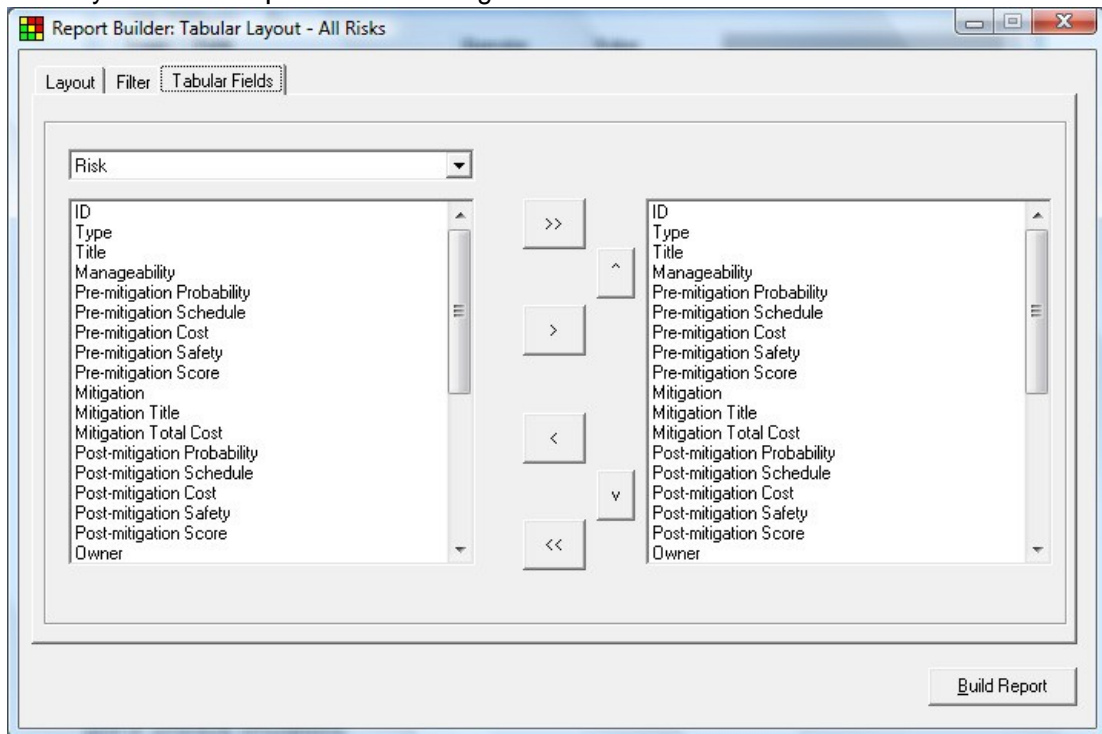 Report Builder: Tabular Layout - All Risks
Layout Filter Tabular Fields
Risk
ID
Type
Title
Manageability
Pre-mitigation Probability
Pre-mitigation Schedule
Pre-mitigation Cost
Pre-mitigation Safety
Pre-mitigation Score
Mitigation
Mitigation Title
Mitigation Total Cost
Post-mitigation Probability
Post-mitigation Schedule
Post-mitigation Cost
Post-mitigation Safety
Post-mitigation Score
Owner
>>
^
>
<
v
<<
ID
Type
Title
Manageability
Pre-mitigation Probability
Pre-mitigation Schedule
Pre-mitigation Cost
Pre-mitigation Safety
Pre-mitigation Score
Mitigation
Mitigation Title
Mitigation Total Cost
Post-mitigation Probability
Post-mitigation Schedule
Post-mitigation Cost
Post-mitigation Safety
Post-mitigation Score
Owner
Build Report